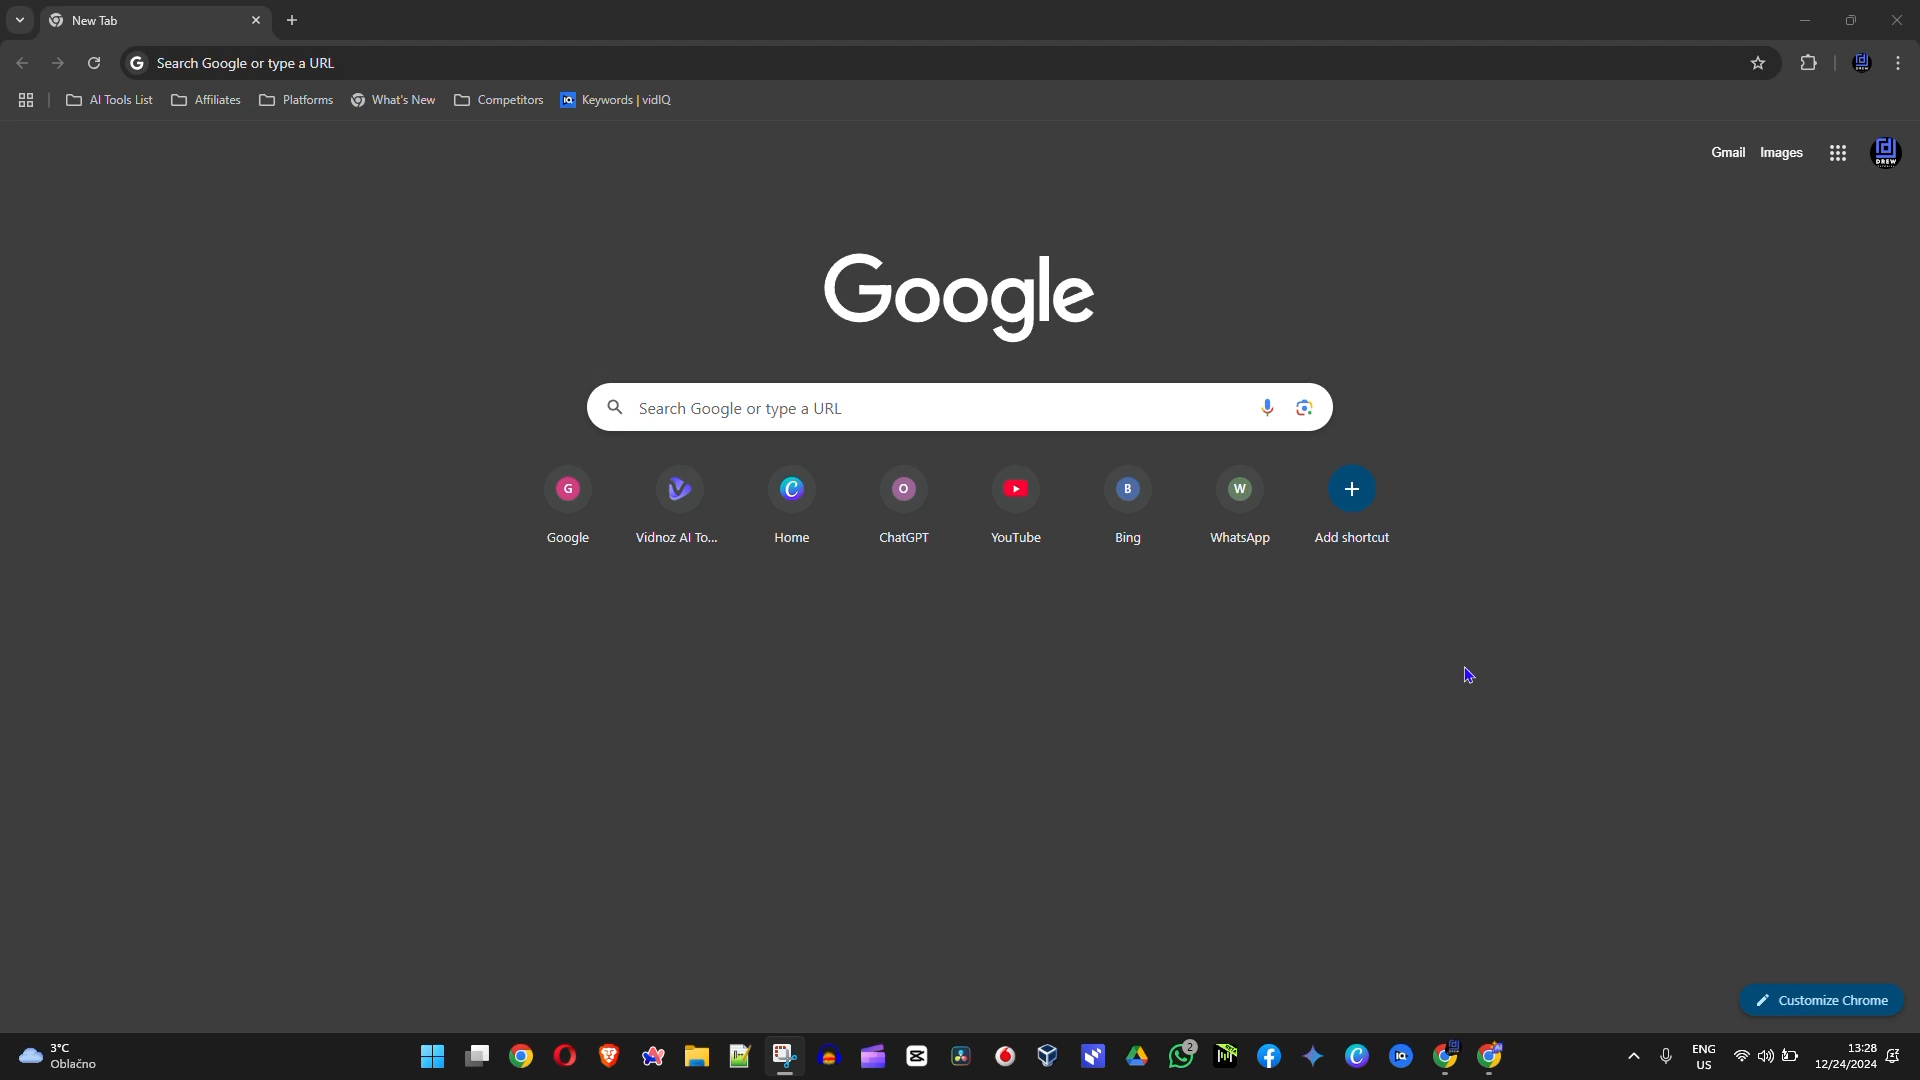 New Tab
Search Google or type a URL
AI Tools List
Affiliates
Platforms
What's New
Competitors
Keywords | vidIQ
Gmail
Images
DREW
Google
Search Google or type a URL
G
Google
Vidnoz AI To...
Home
O
ChatGPT
YouTube
B
Bing
W
WhatsApp
Add shortcut
Customize Chrome
3°C
Oblačno
2
ENG
US
13:28
12/24/2024